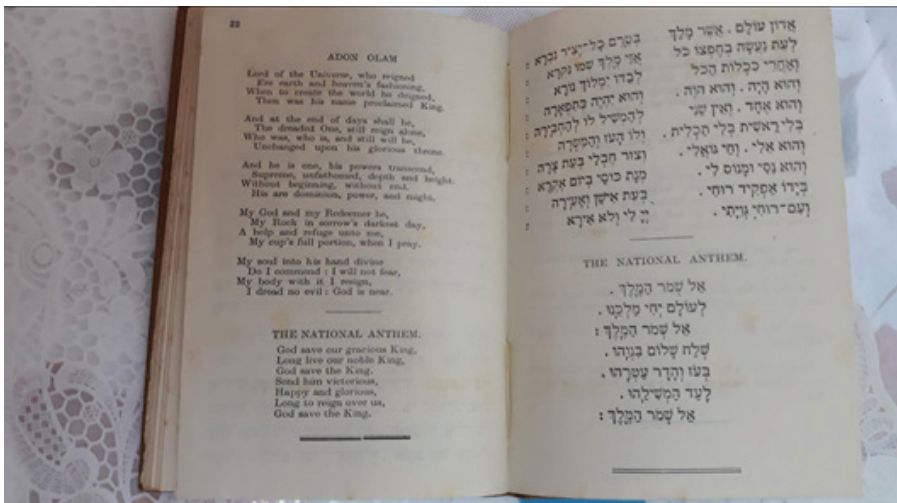 22
ADON OLAM
Lord of the Universe, who reigned
Ere earth and heaven's fashioning,
When to create the world he deigned,
Then was his name proclaimed King.
And at the end of days shall he,
The dreaded One, still reign alone,
Who was, who is, and still will be,
Unchanged upon his glorious throne.
And he is one, his powers transcend,
Supreme, unfathomed, depth and height,
Without beginning, without end.
His are dominion, power, and might.
My God and my Redeemer he,
My Rock in sorrow's darkest day,
A help and refuge unto me,
My cup's full portion, when I pray.
My soul into his hand divine
Do I commend : I will not fear,
My body with it I resign,
I dread no evil : God is near.
THE NATIONAL ANTHEM.
God save our gracious King,
Long live our noble King,
God save the King.
Send him victorious,
Happy and glorious,
Long to reign over us,
God save the King.
אֲדוֹן עוֹלָם . אֲשֶׁר מָלַךְ בְּטֶרֶם כָּל־יְצִיר נִבְרָא :
לְעֵת נַעֲשָׂה בְחֶפְצוֹ כֹּל אֲזַי מֶלֶךְ שְׁמוֹ נִקְרָא :
וְאַחֲרֵי כִּכְלוֹת הַכֹּל לְבַדּוֹ יִמְלוֹךְ נוֹרָא :
וְהוּא הָיָה . וְהוּא הֹוֶה . וְהוּא יִהְיֶה בְּתִפְאָרָה :
וְהוּא אֶחָד . וְאֵין שֵׁנִי לְהַמְשִׁיל לוֹ לְהַחְבִּירָה :
בְּלִי רֵאשִׁית בְּלִי תַכְלִית . וְלוֹ הָעֹז וְהַמִּשְׂרָה :
וְהוּא אֵלִי . וְחַי גּוֹאֲלִי . וְצוּר חֶבְלִי בְּעֵת צָרָה :
וְהוּא נִסִּי וּמָנוֹס לִי . מְנָת כּוֹסִי בְּיוֹם אֶקְרָא :
בְּיָדוֹ אַפְקִיד רוּחִי . בְּעֵת אִישַׁן וְאָעִירָה :
וְעִם־רוּחִי גְּוִיָּתִי . יְיָ לִי וְלֹא אִירָא :
THE NATIONAL ANTHEM.
אֵל שְׁמֹר הַמֶּלֶךְ .
לְעוֹלָם יְחִי מַלְכֵּנוּ .
אֵל שְׁמֹר הַמֶּלֶךְ :
שְׁלַח שָׁלוֹם בְּנָוֵהוּ .
בְּעֹז וְהָדָר עַטְּרֵהוּ .
לָעַד הַמְשִׁילֵהוּ .
אֵל שְׁמֹר הַמֶּלֶךְ :